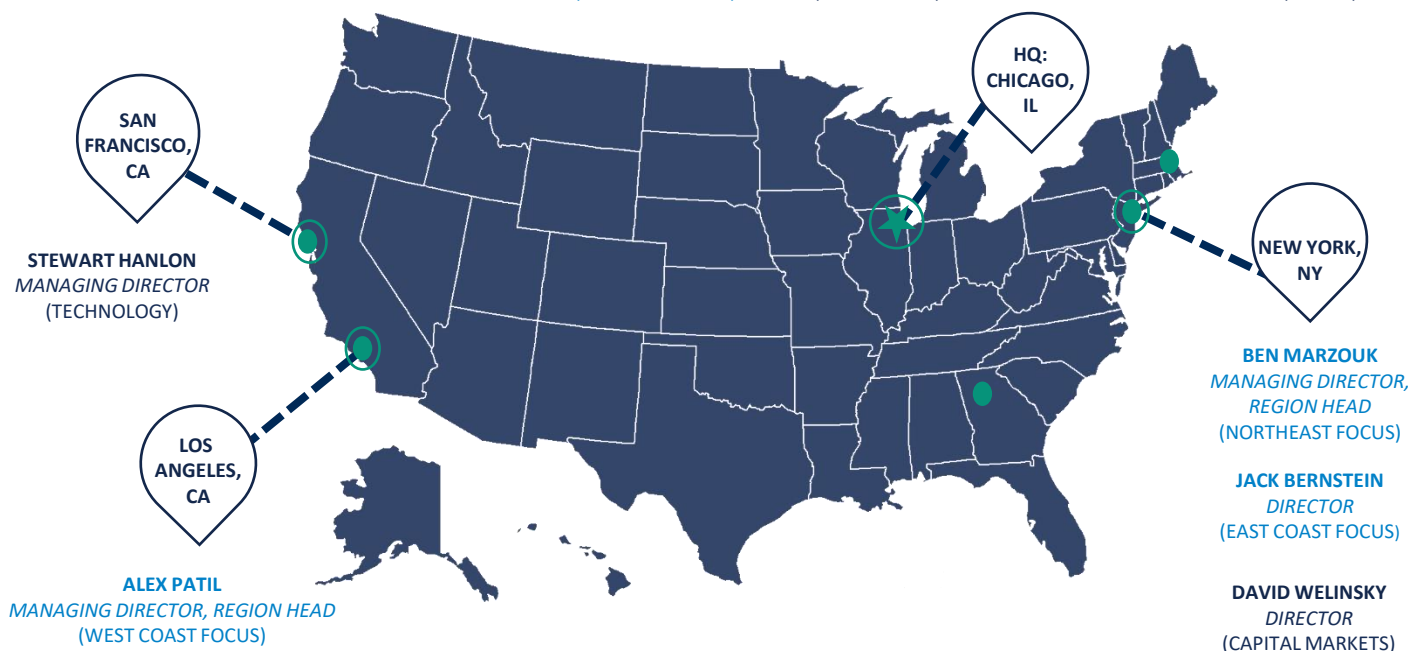 HQ:
CHICAGO,
IL
SAN
FRANCISCO,
CA
STEWART HANLON
MANAGING DIRECTOR
(TECHNOLOGY)
LOS
ANGELES,
CA
ALEX PATIL
MANAGING DIRECTOR, REGION HEAD
(WEST COAST FOCUS)
NEW YORK,
NY
BEN MARZOUK
MANAGING DIRECTOR,
REGION HEAD
(NORTHEAST FOCUS)
JACK BERNSTEIN
DIRECTOR
(EAST COAST FOCUS)
DAVID WELINSKY
DIRECTOR
(CAPITAL MARKETS)